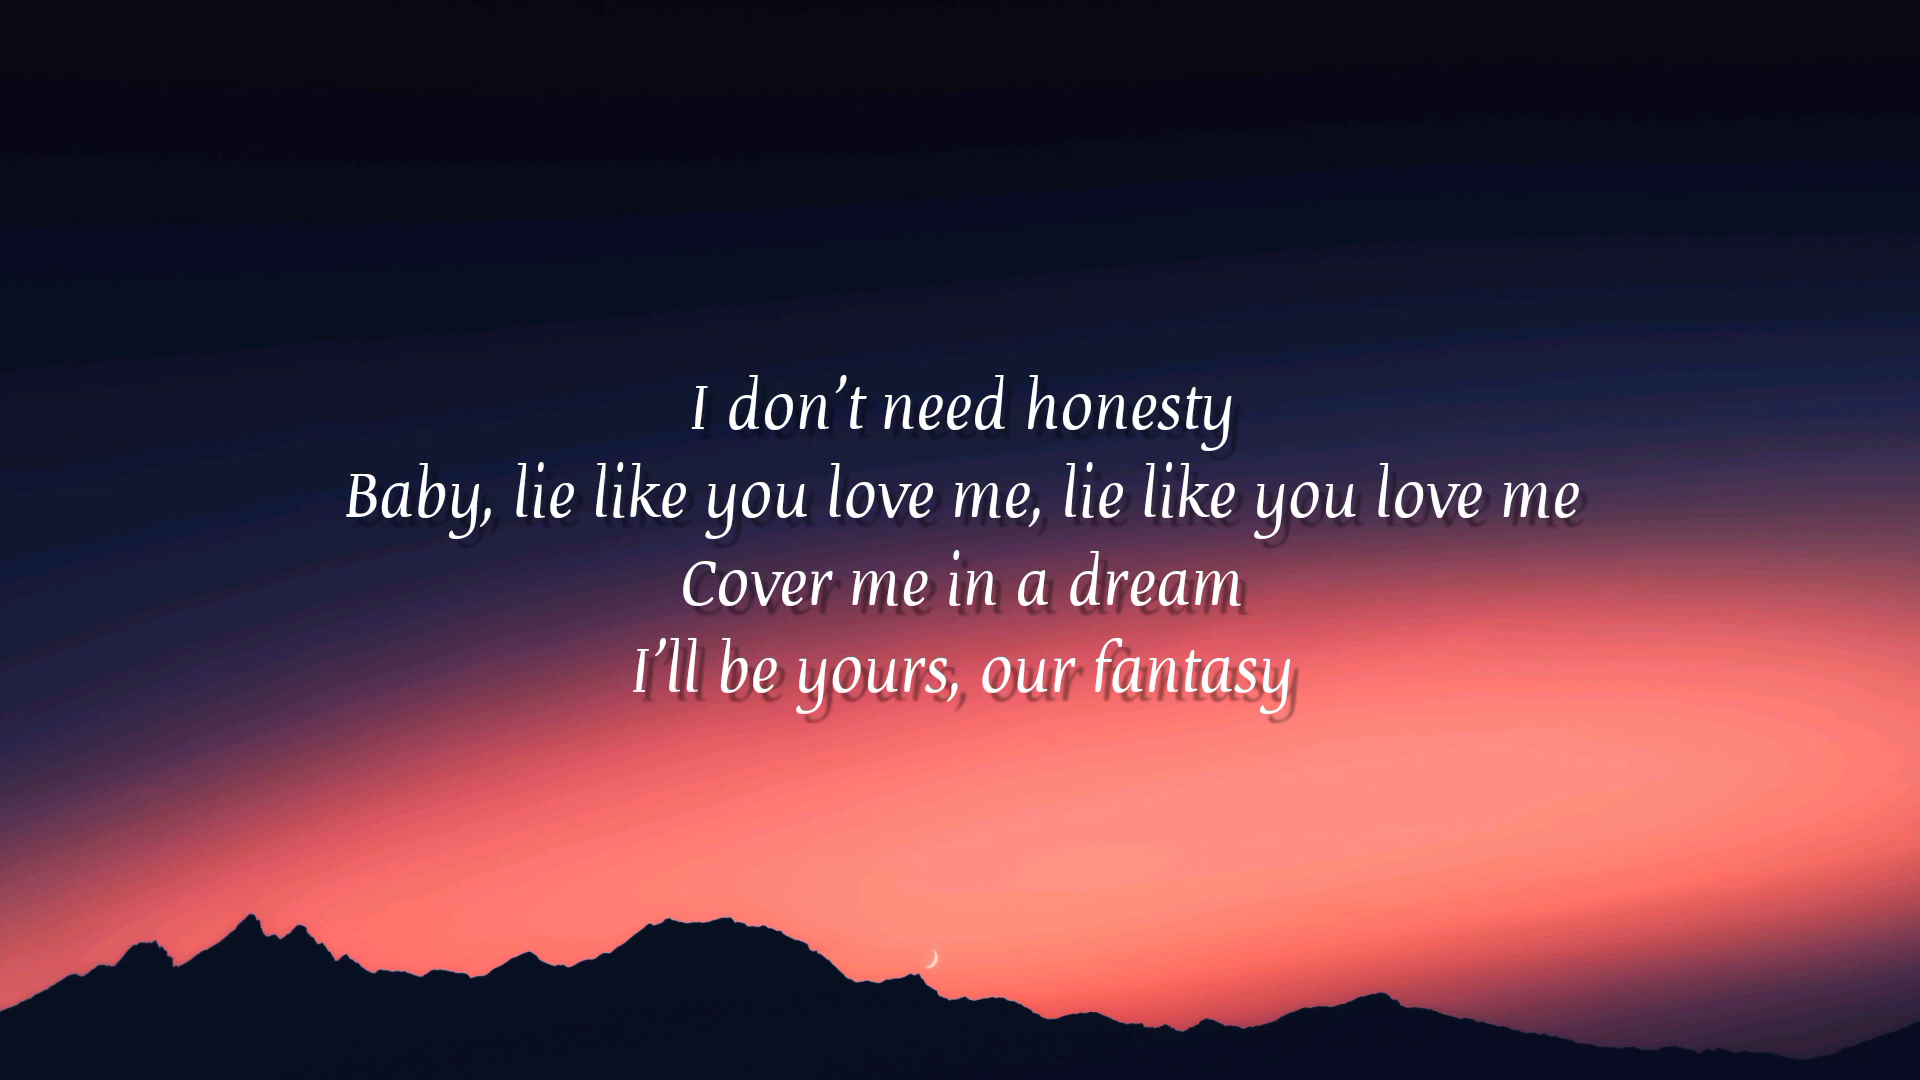 I don’t need honesty
Baby, lie like you love me, lie like you love me
Cover me in a dream
I’ll be yours, our fantasy